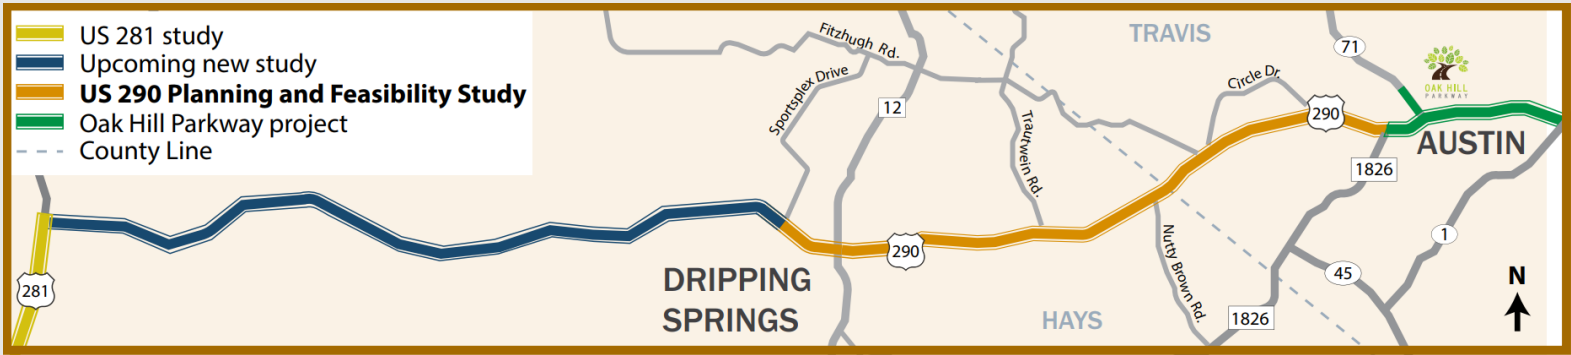 US 281 study
Upcoming new study
US 290 Planning and Feasibility Study
Oak Hill Parkway project
County Line
TRAVIS
Fitzhugh Rd.
71
OAK HILL
PARKWAY
Sportsplex Drive
Circle Dr.
12
290
Trautwein Rd.
AUSTIN
1826
290
Nutty Brown Rd.
1
281
DRIPPING
SPRINGS
45
N
HAYS
1826